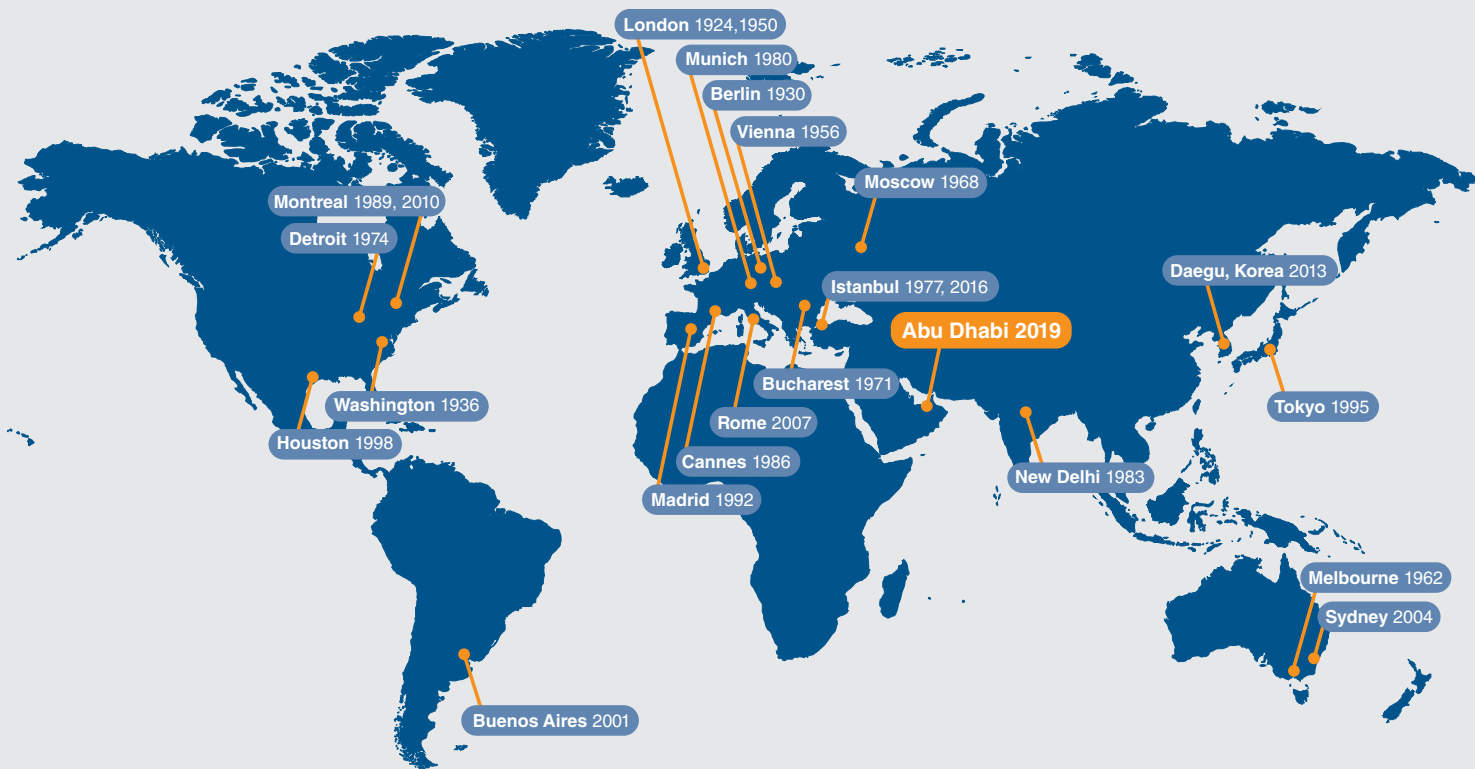 London 1924,1950
Munich 1980
Berlin 1930
Vienna 1956
Moscow 1968
Montreal 1989, 2010
Detroit 1974
Daegu, Korea 2013
Istanbul 1977, 2016
Abu Dhabi 2019
Bucharest 1971
Washington 1936
Tokyo 1995
Rome 2007
Houston 1998
Cannes 1986
New Delhi 1983
Madrid 1992
Melbourne 1962
Sydney 2004
Buenos Aires 2001